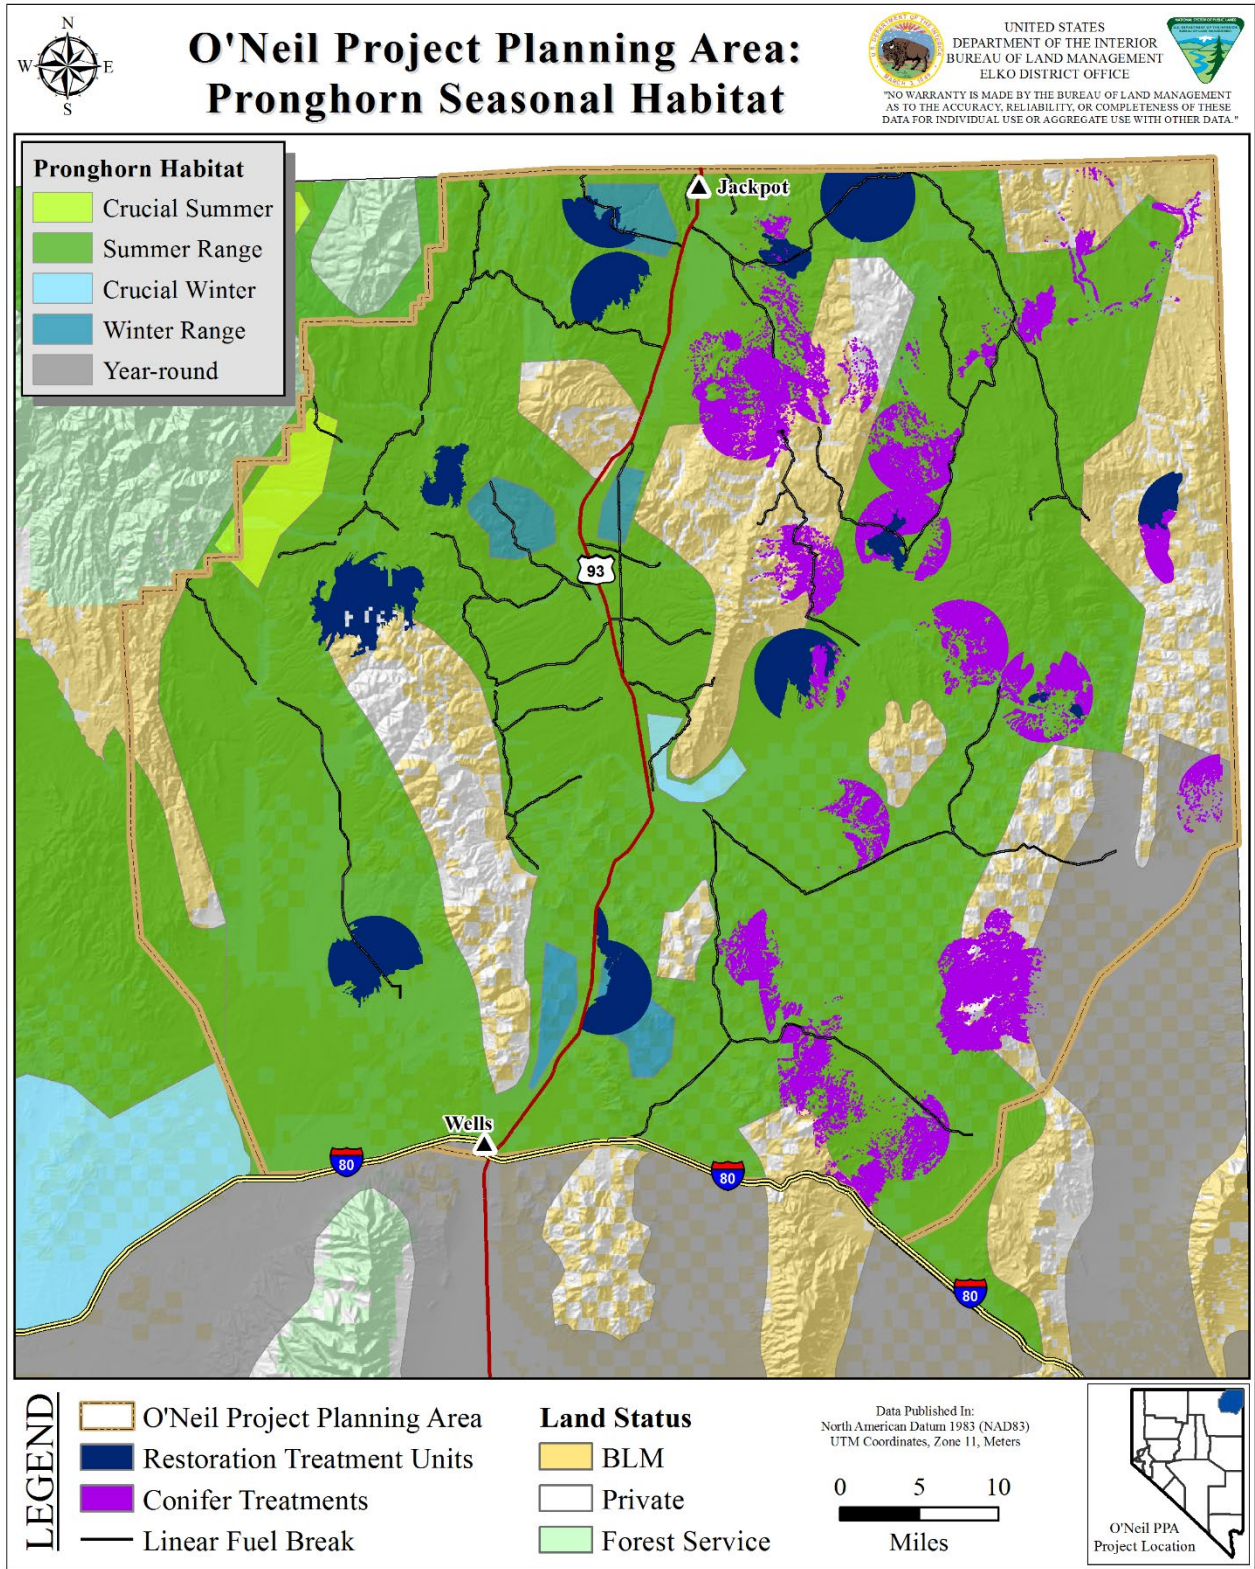 N
W
E
S
O'Neil Project Planning Area:
Pronghorn Seasonal Habitat
UNITED STATES
DEPARTMENT OF THE INTERIOR
BUREAU OF LAND MANAGEMENT
ELKO DISTRICT OFFICE
"NO WARRANTY IS MADE BY THE BUREAU OF LAND MANAGEMENT
AS TO THE ACCURACY, RELIABILITY, OR COMPLETENESS OF THESE
DATA FOR INDIVIDUAL USE OR AGGREGATE USE WITH OTHER DATA."
Pronghorn Habitat
Crucial Summer
Summer Range
Crucial Winter
Winter Range
Year-round
Jackpot
93
Wells
80
80
80
LEGEND
O'Neil Project Planning Area
Restoration Treatment Units
Conifer Treatments
Linear Fuel Break
Land Status
BLM
Private
Forest Service
Data Published In:
North American Datum 1983 (NAD83)
UTM Coordinates, Zone 11, Meters
0 5 10
Miles
O'Neil PPA
Project Location